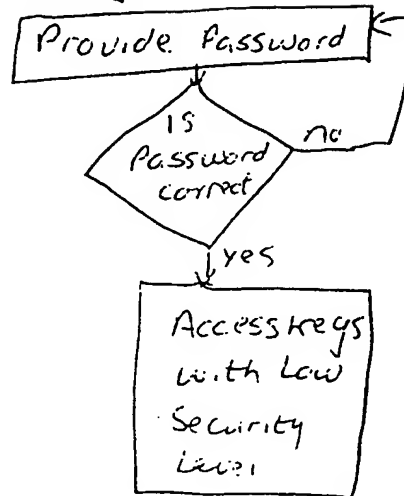 Provide Password
Is
Password
correct
no
yes
Access keys
with Low
Security
Level